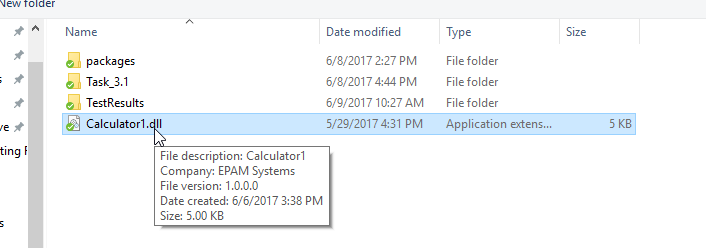 New folder
Name Date modified Type Size
packages 6/8/2017 2:27 PM File folder
Task_3.1 6/8/2017 4:44 PM File folder
TestResults 6/9/2017 10:27 AM File folder
Calculator1.dll 5/29/2017 4:31 PM Application extens... 5 KB
File description: Calculator1
Company: EPAM Systems
File version: 1.0.0.0
Date created: 6/6/2017 3:38 PM
Size: 5.00 KB